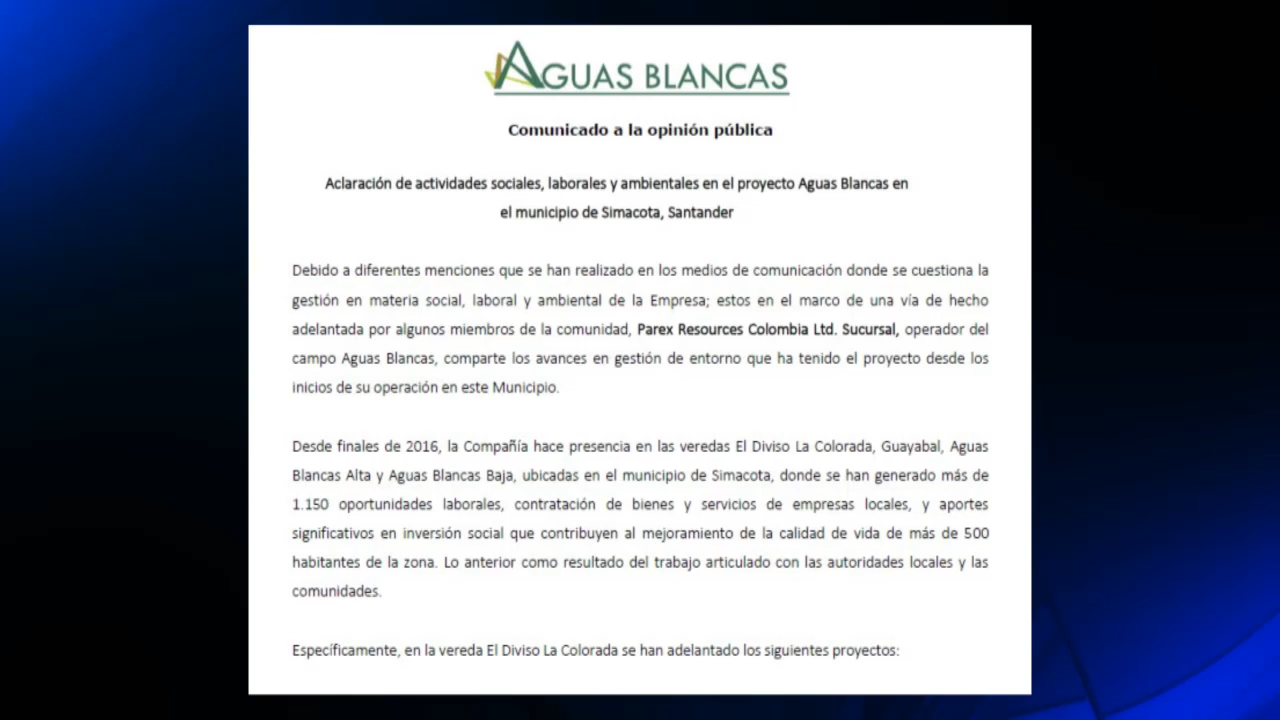 AGUAS BLANCAS
Comunicado a la opinión pública
Aclaración de actividades sociales, laborales y ambientales en el proyecto Aguas Blancas en
el municipio de Simacota, Santander
Debido a diferentes menciones que se han realizado en los medios de comunicación donde se cuestiona la
gestión en materia social, laboral y ambiental de la Empresa; estos en el marco de una vía de hecho
adelantada por algunos miembros de la comunidad, Parex Resources Colombia Ltd. Sucursal, operador del
campo Aguas Blancas, comparte los avances en gestión de entorno que ha tenido el proyecto desde los
inicios de su operación en este Municipio.
Desde finales de 2016, la Compañía hace presencia en las veredas El Diviso La Colorada, Guayabal, Aguas
Blancas Alta y Aguas Blancas Baja, ubicadas en el municipio de Simacota, donde se han generado más de
1.150 oportunidades laborales, contratación de bienes y servicios de empresas locales, y aportes
significativos en inversión social que contribuyen al mejoramiento de la calidad de vida de más de 500
habitantes de la zona. Lo anterior como resultado del trabajo articulado con las autoridades locales y las
comunidades.
Específicamente, en la vereda El Diviso La Colorada se han adelantado los siguientes proyectos: